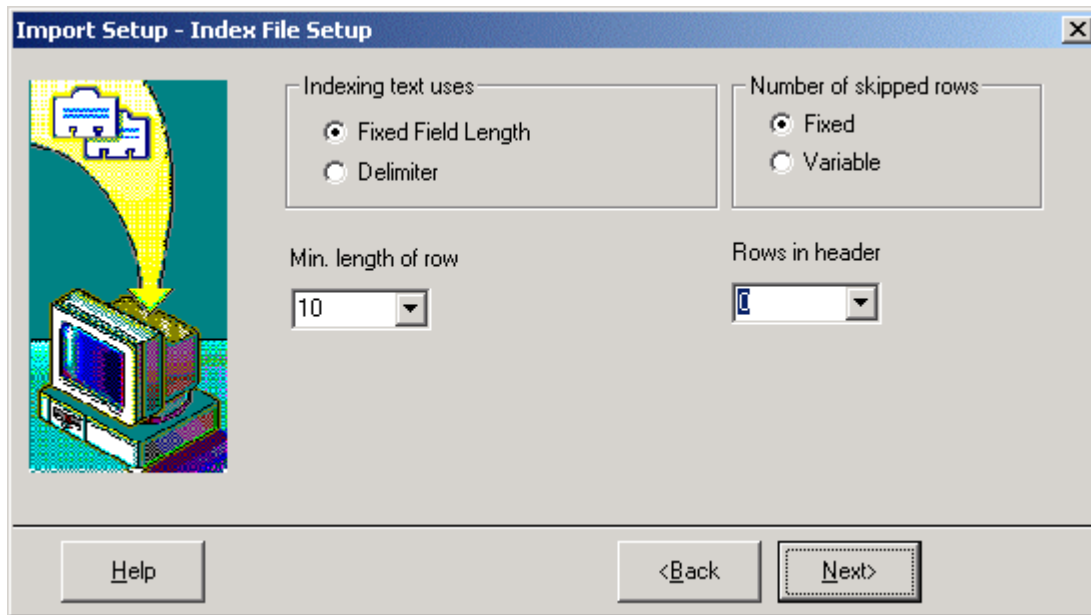 Import Setup - Index File Setup
Indexing text uses
Fixed Field Length
Delimiter
Number of skipped rows
Fixed
Variable
Min. length of row
10
Rows in header
0
Help
<Back
Next>